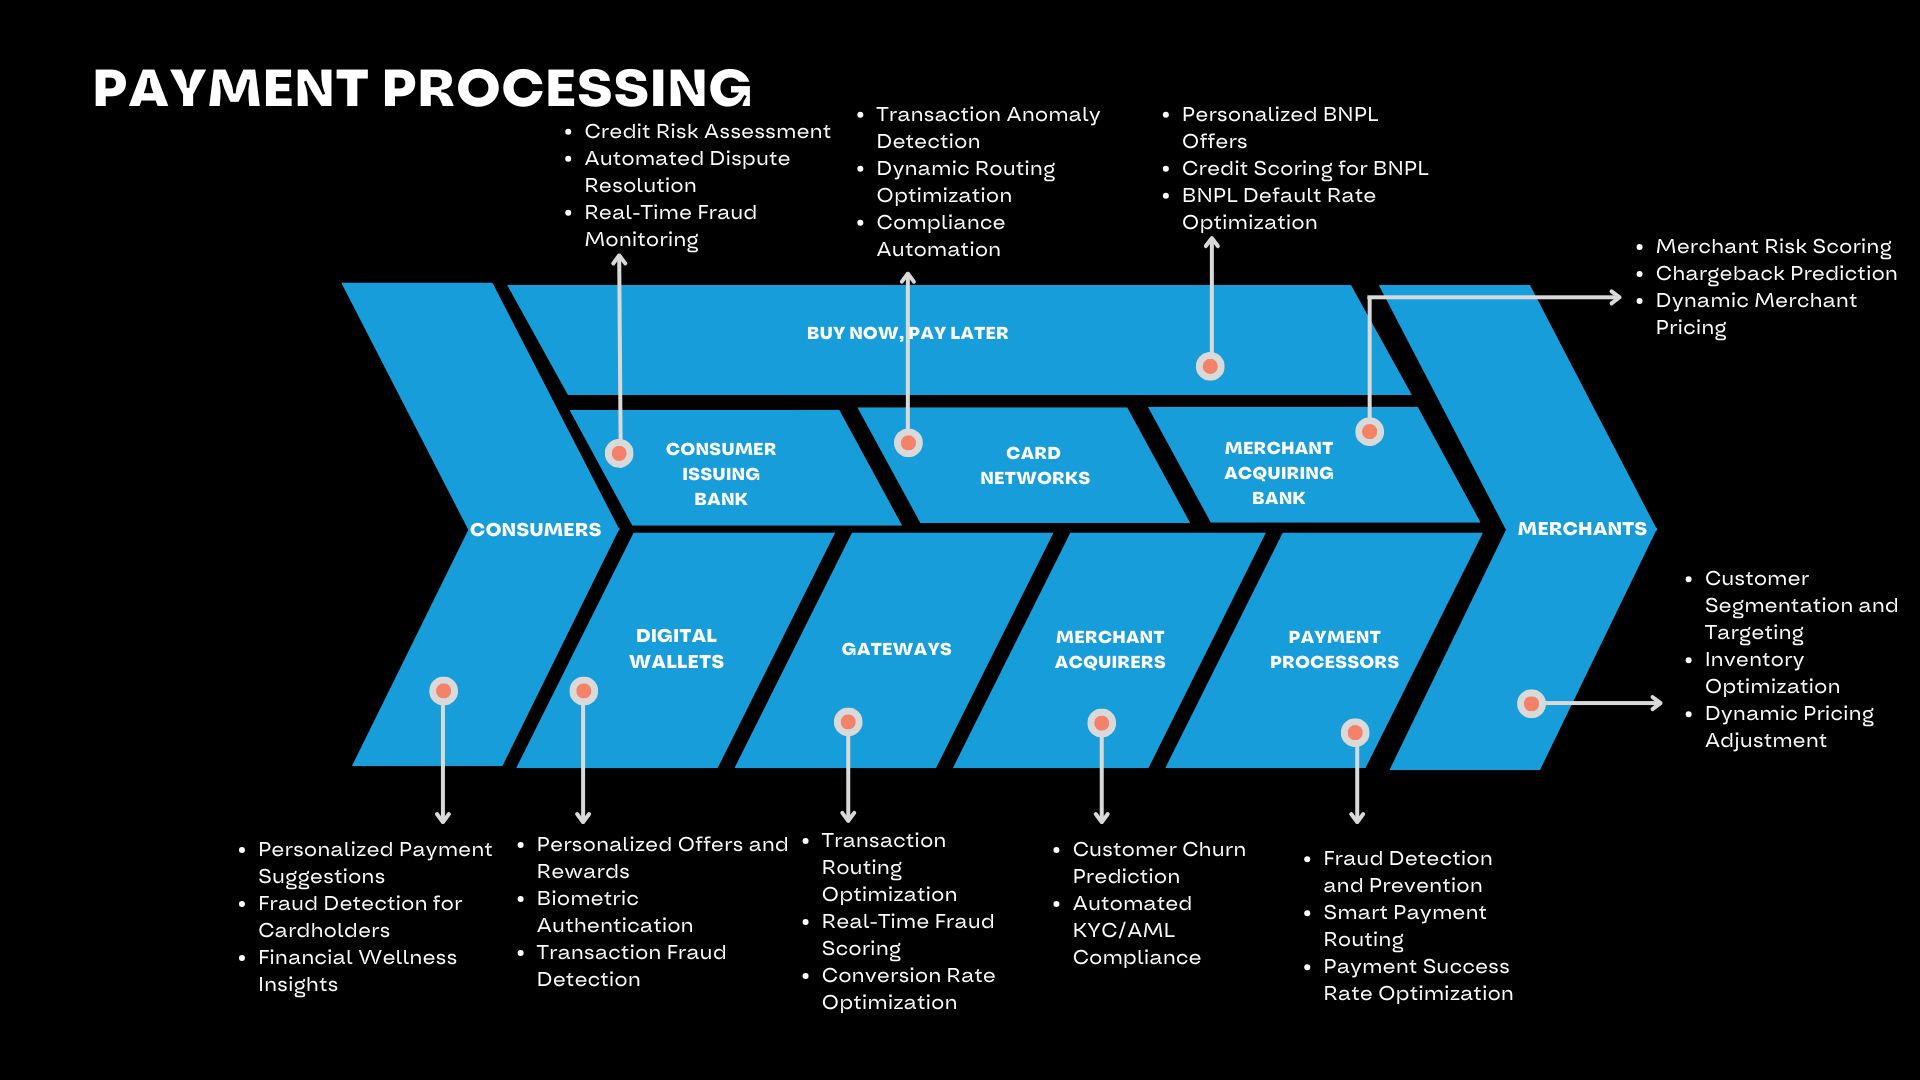 PAYMENT PROCESSING
• Credit Risk Assessment
• Automated Dispute
Resolution
• Real-Time Fraud
Monitoring
• Transaction Anomaly
Detection
• Dynamic Routing
Optimization
• Compliance
Automation
• Personalized BNPL
Offers
• Credit Scoring for BNPL
• BNPL Default Rate
Optimization
• Merchant Risk Scoring
• Chargeback Prediction
• Dynamic Merchant
Pricing
BUY NOW, PAY LATER
CONSUMER
ISSUING
BANK
CARD
NETWORKS
MERCHANT
ACQUIRING
BANK
CONSUMERS
MERCHANTS
DIGITAL
WALLETS
GATEWAYS
MERCHANT
ACQUIRERS
PAYMENT
PROCESSORS
• Customer
Segmentation and
Targeting
• Inventory
Optimization
• Dynamic Pricing
Adjustment
• Personalized Payment
Suggestions
• Fraud Detection for
Cardholders
• Financial Wellness
Insights
• Personalized Offers and
Rewards
• Biometric
Authentication
• Transaction Fraud
Detection
• Transaction
Routing
Optimization
• Real-Time Fraud
Scoring
• Conversion Rate
Optimization
• Customer Churn
Prediction
• Automated
KYC/AML
Compliance
• Fraud Detection
and Prevention
• Smart Payment
Routing
• Payment Success
Rate Optimization